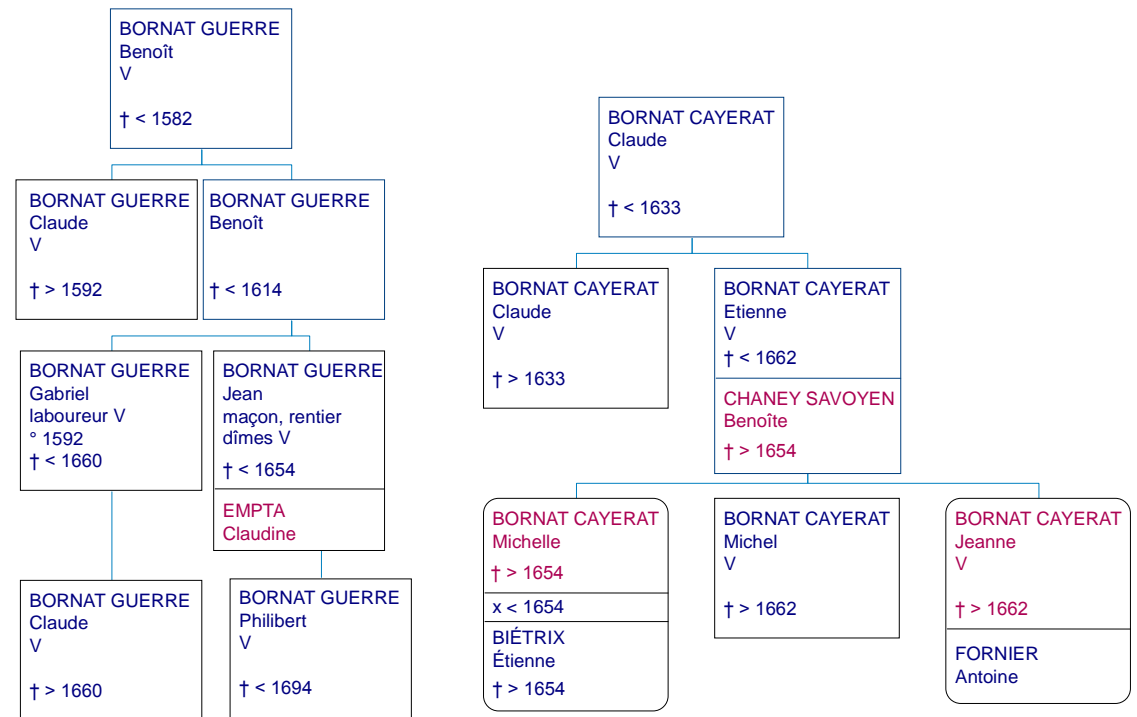 BORNAT GUERRE
Benoît
V
† < 1582
BORNAT GUERRE
Claude
V
† > 1592
BORNAT GUERRE
Benoît
† < 1614
BORNAT GUERRE
Gabriel
laboureur V
° 1592
† < 1660
BORNAT GUERRE
Jean
maçon, rentier
dîmes V
† < 1654
EMPTA
Claudine
BORNAT GUERRE
Claude
V
† > 1660
BORNAT GUERRE
Philibert
V
† < 1694
BORNAT CAYERAT
Claude
V
† < 1633
BORNAT CAYERAT
Claude
V
† > 1633
BORNAT CAYERAT
Etienne
V
† < 1662
CHANEY SAVOYEN
Benoîte
† > 1654
BORNAT CAYERAT
Michelle
† > 1654
x < 1654
BIÉTRIX
Étienne
† > 1654
BORNAT CAYERAT
Michel
V
† > 1662
BORNAT CAYERAT
Jeanne
V
† > 1662
FORNIER
Antoine